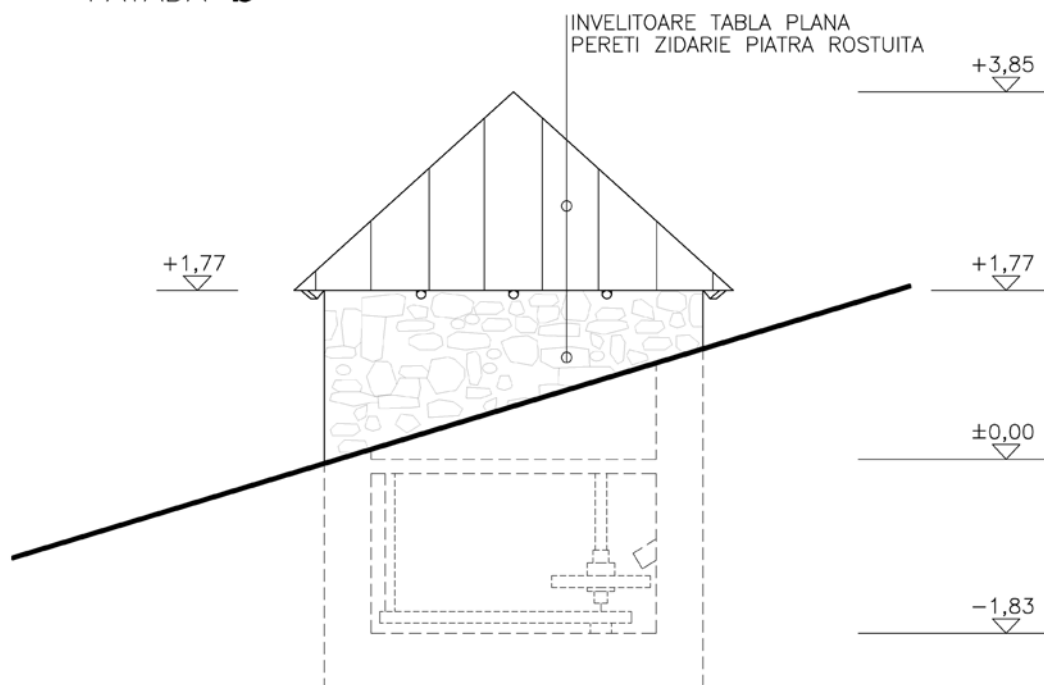 INVELITOARE TABLA PLANA
PERETI ZIDARIE PIATRA ROSTUITA
+3,85
+1,77
+1,77
±0,00
−1,83